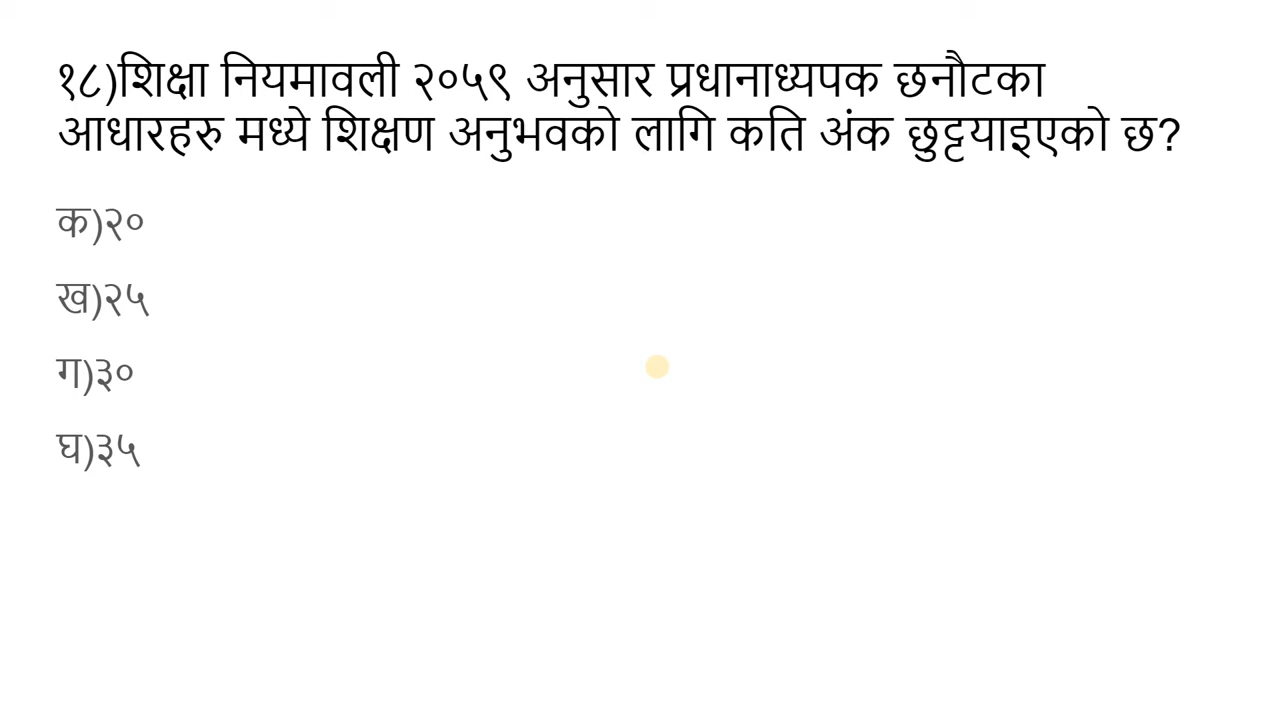 १८)शिक्षा नियमावली २०५९ अनुसार प्रधानाध्यपक छनौटका
आधारहरु मध्ये शिक्षण अनुभवको लागि कति अंक छुट्टयाइएको छ?
क)२०
ख)२५
ग)३०
घ)३५